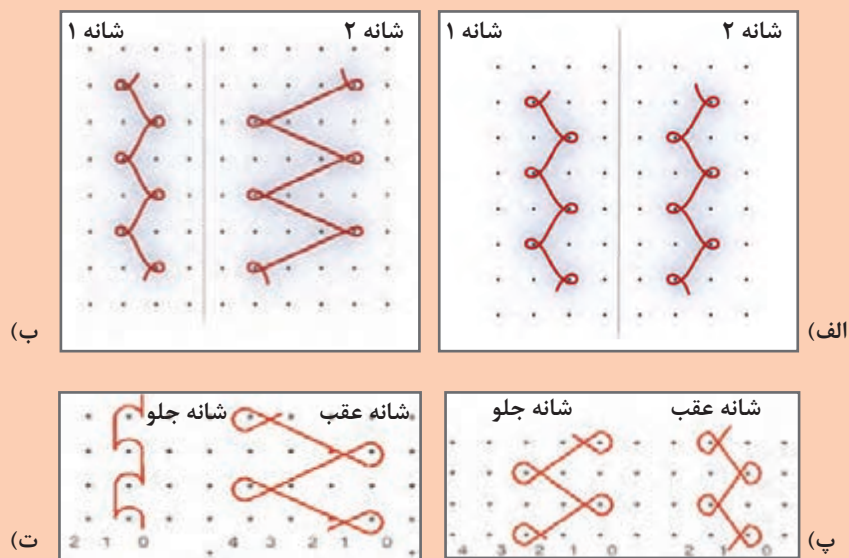 شانه ۲ شانه ۱
شانه ۲ شانه ۱
الف)
ب)
شانه عقب شانه جلو
شانه عقب شانه جلو
پ)
4 3 2 1 0 2 1
ت)
2 1 0 4 3 2 1 0